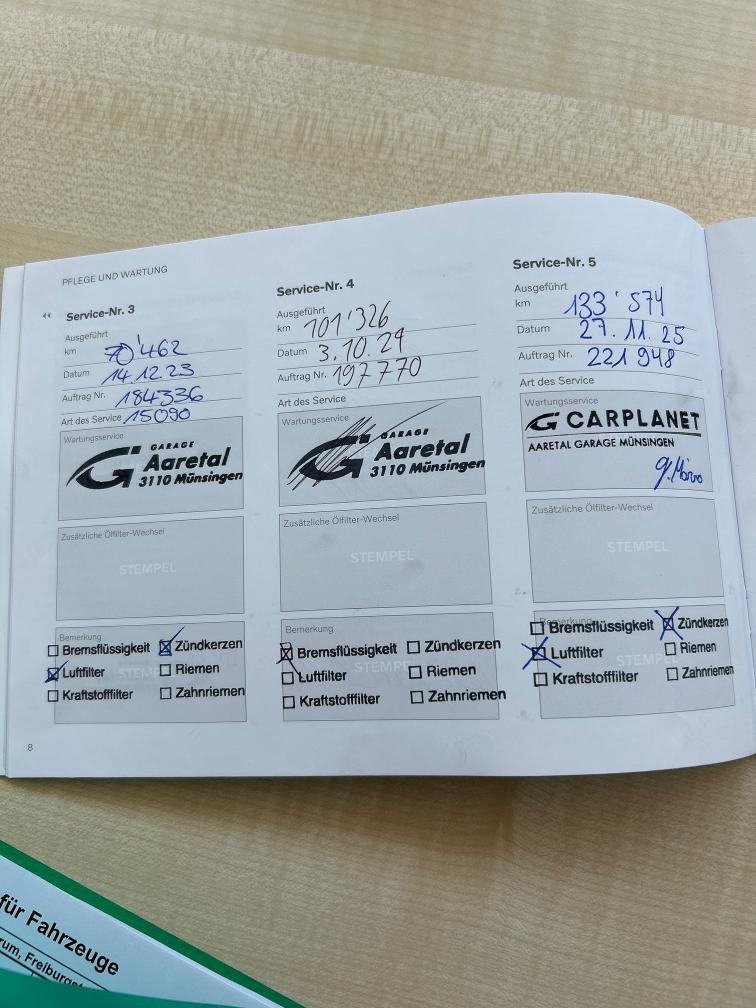 PFLEGE UND WARTUNG
Service-Nr. 3
Ausgeführt
km 70'462
Datum 14.12.23
Auftrag Nr. 184336
Art des Service 15090
Wartungsservice
GARAGE
Aaretal
3110 Münsingen
Zusätzliche Ölfilter-Wechsel
STEMPEL
Bemerkung
Bremsflüssigkeit Zündkerzen
Luftfilter Riemen
Kraftstofffilter Zahnriemen
8
Service-Nr. 4
Ausgeführt
km 101'326
Datum 3.10.24
Auftrag Nr. 197770
Art des Service
Wartungsservice
GARAGE
Aaretal
3110 Münsingen
Zusätzliche Ölfilter-Wechsel
STEMPEL
Bemerkung
Bremsflüssigkeit Zündkerzen
Luftfilter Riemen
Kraftstofffilter Zahnriemen
Service-Nr. 5
Ausgeführt
km 133'574
Datum 27.11.25
Auftrag Nr. 221948
Art des Service
Wartungsservice
CARPLANET
AARETAL GARAGE MÜNSINGEN
Zusätzliche Ölfilter-Wechsel
STEMPEL
Bemerkung
Bremsflüssigkeit Zündkerzen
Luftfilter Riemen
Kraftstofffilter Zahnriemen
für Fahrzeuge